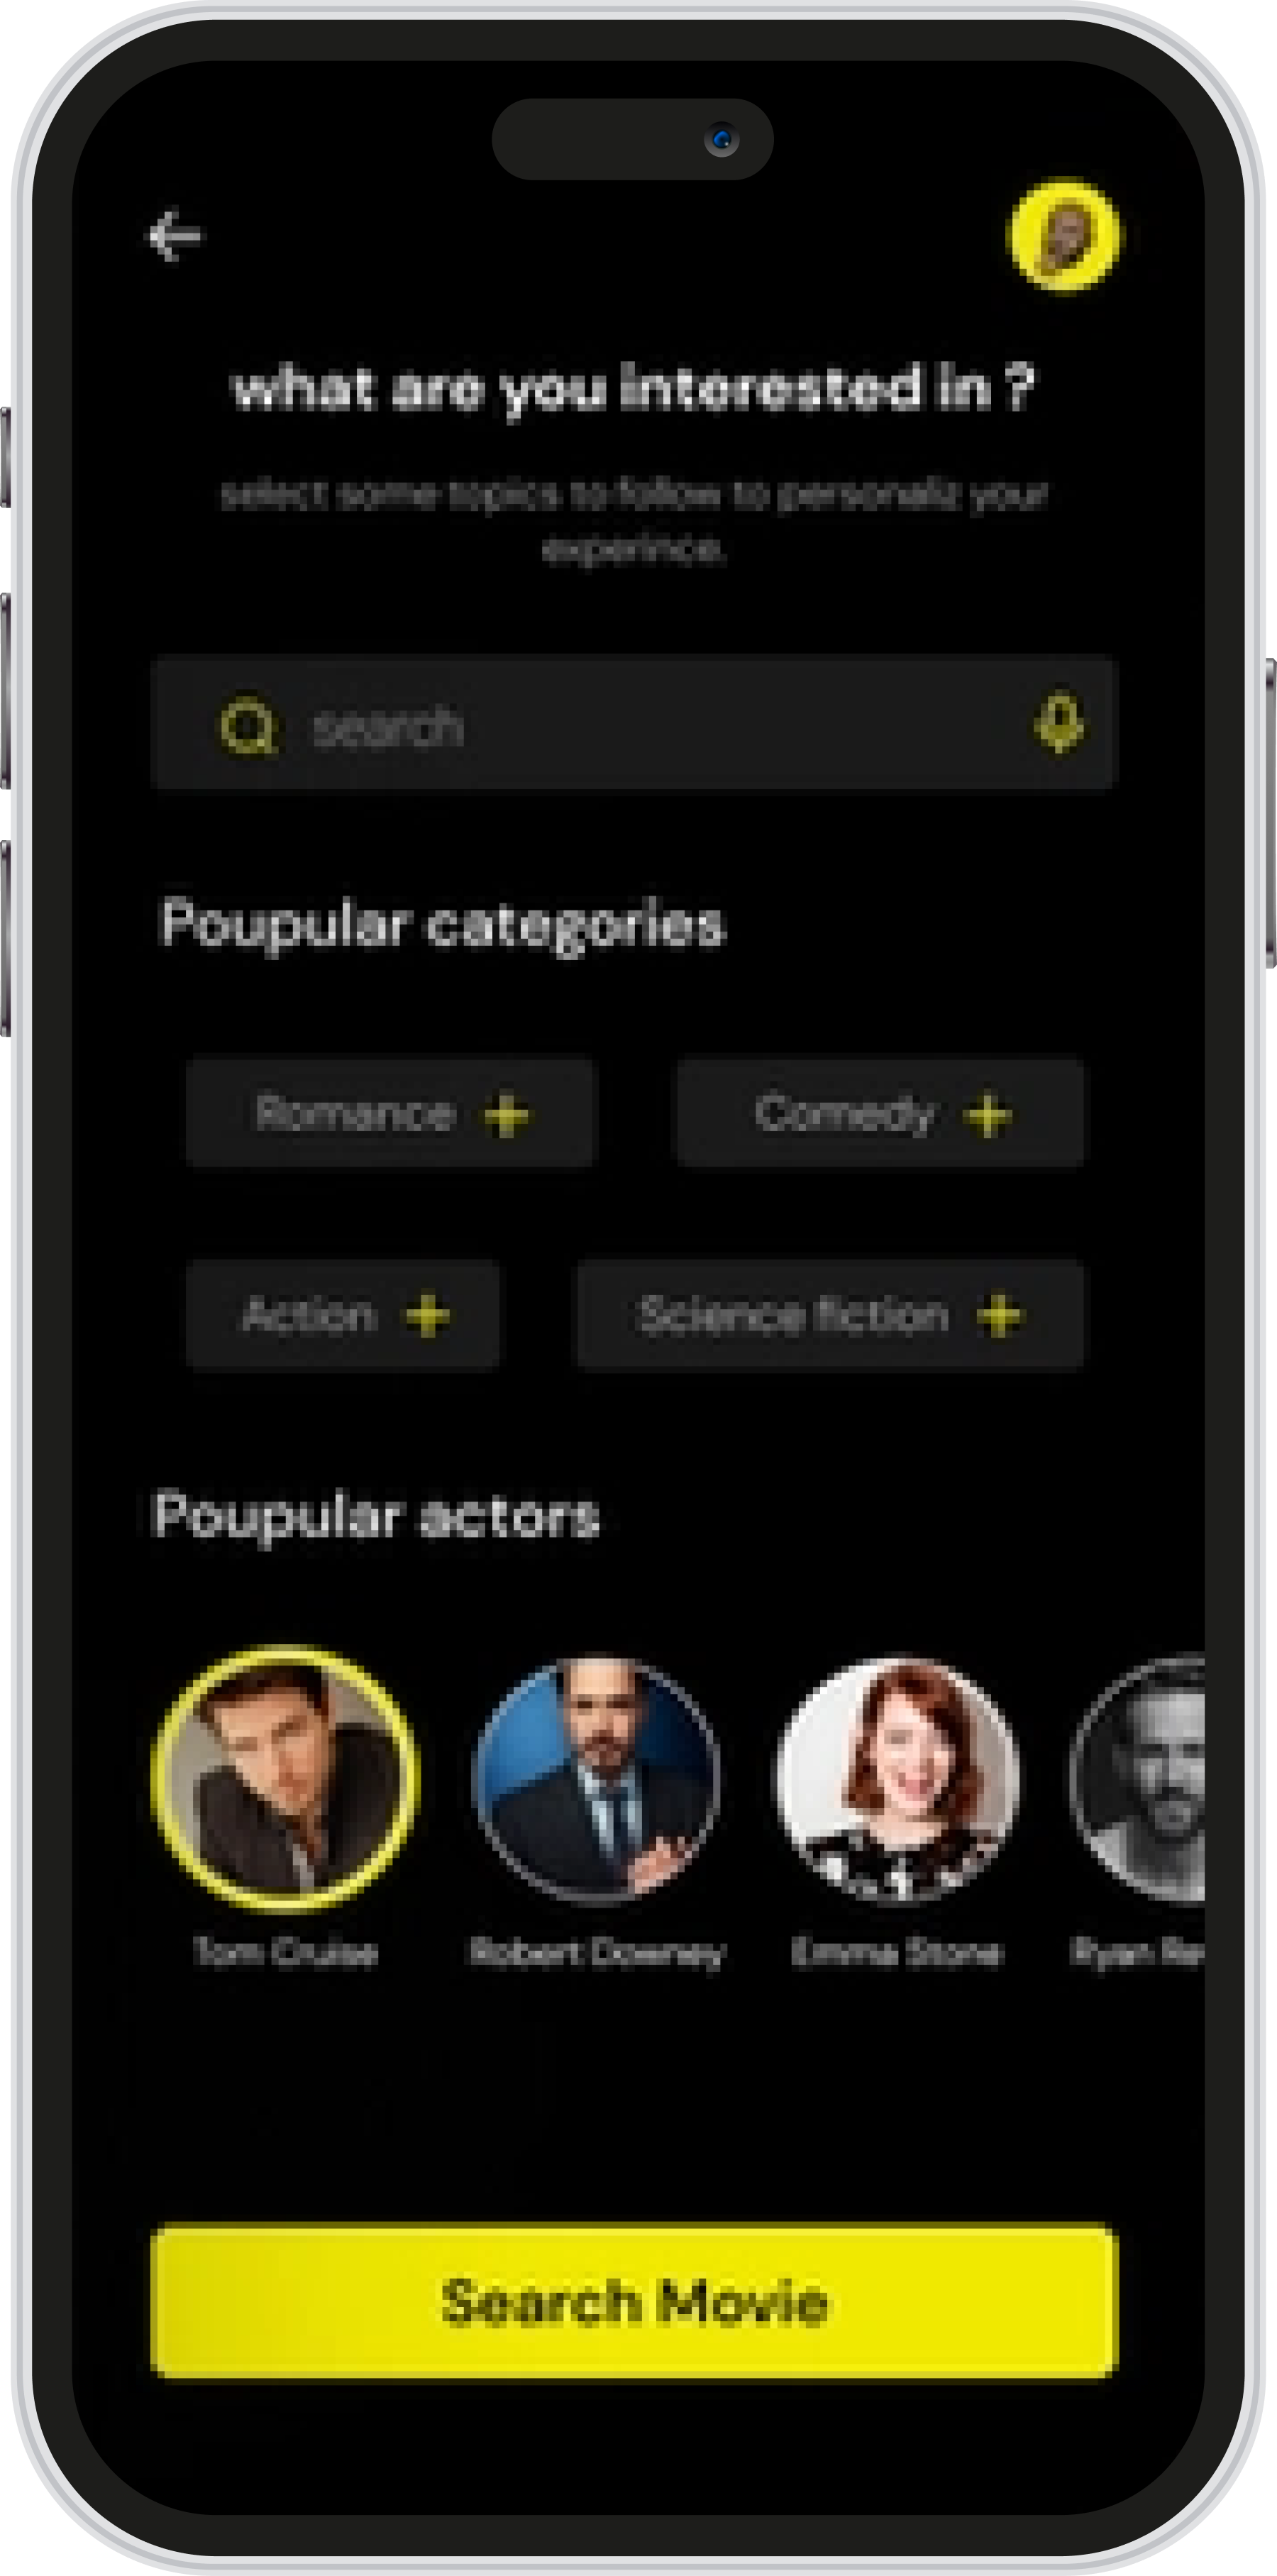 what are you interested in ?
select some topics to follow to personaliz your
experince.
search
Poupular categories
Romance
Comedy
Action
Science fiction
Poupular actors
Tom Cruise
Robert Downey
Emma Stone
Ryan Re
Search Movie